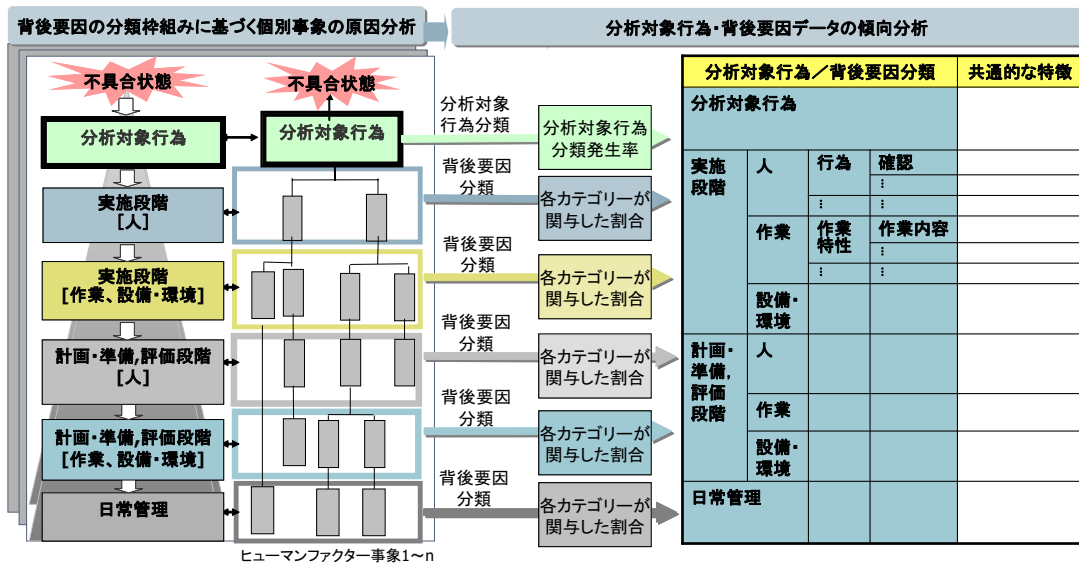 背後要因の分類枠組みに基づく個別事象の原因分析
分析対象行為・背後要因データの傾向分析
不具合状態
不具合状態
分析対象行為
分析対象行為
実施段階
[人]
実施段階
[作業、設備・環境]
計画・準備,評価段階
[人]
計画・準備,評価段階
[作業、設備・環境]
日常管理
ヒューマンファクター事象1～n
分析対象
行為分類
背後要因
分類
背後要因
分類
背後要因
分類
背後要因
分類
背後要因
分類
分析対象行為
分類発生率
各カテゴリーが
関与した割合
各カテゴリーが
関与した割合
各カテゴリーが
関与した割合
各カテゴリーが
関与した割合
各カテゴリーが
関与した割合
分析対象行為／背後要因分類
共通的な特徴
分析対象行為
実施
段階
人
行為
確認
⋮
⋮
⋮
作業
作業
特性
作業内容
⋮
⋮
⋮
設備・
環境
計画・
準備,
評価
段階
人
作業
設備・
環境
日常管理